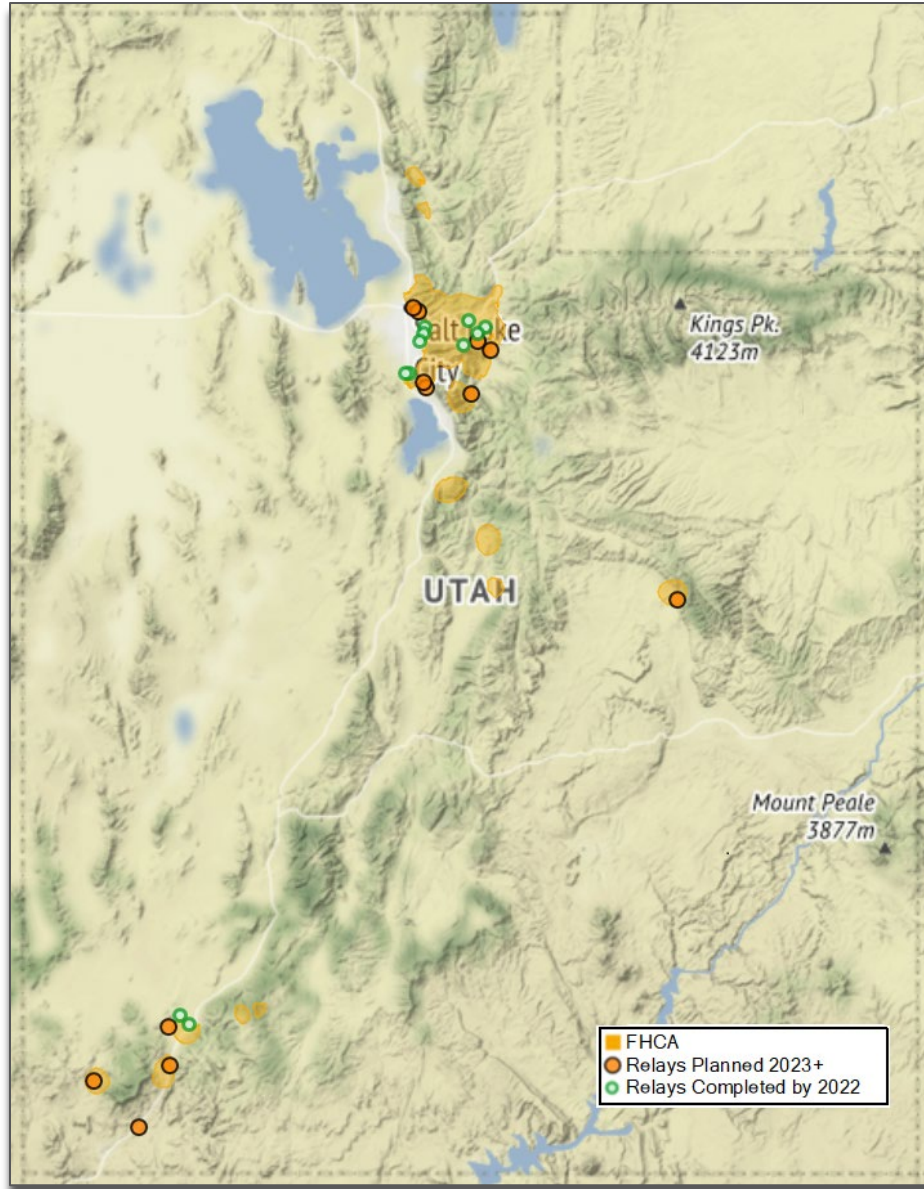 Kings Pk.
4123m
Salt Lake
City
UTAH
Mount Peale
3877m
FHCA
Relays Planned 2023+
Relays Completed by 2022